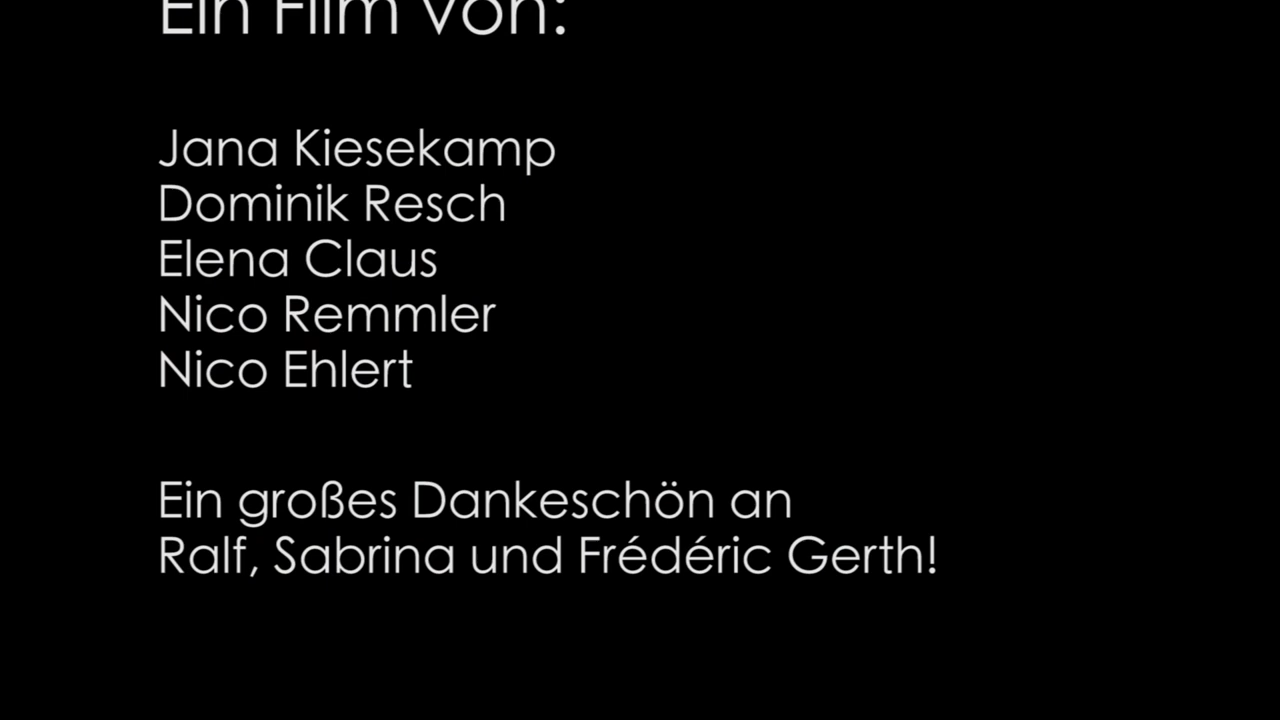 Ein Film von:
Jana Kiesekamp
Dominik Resch
Elena Claus
Nico Remmler
Nico Ehlert
Ein großes Dankeschön an
Ralf, Sabrina und Frédéric Gerth!